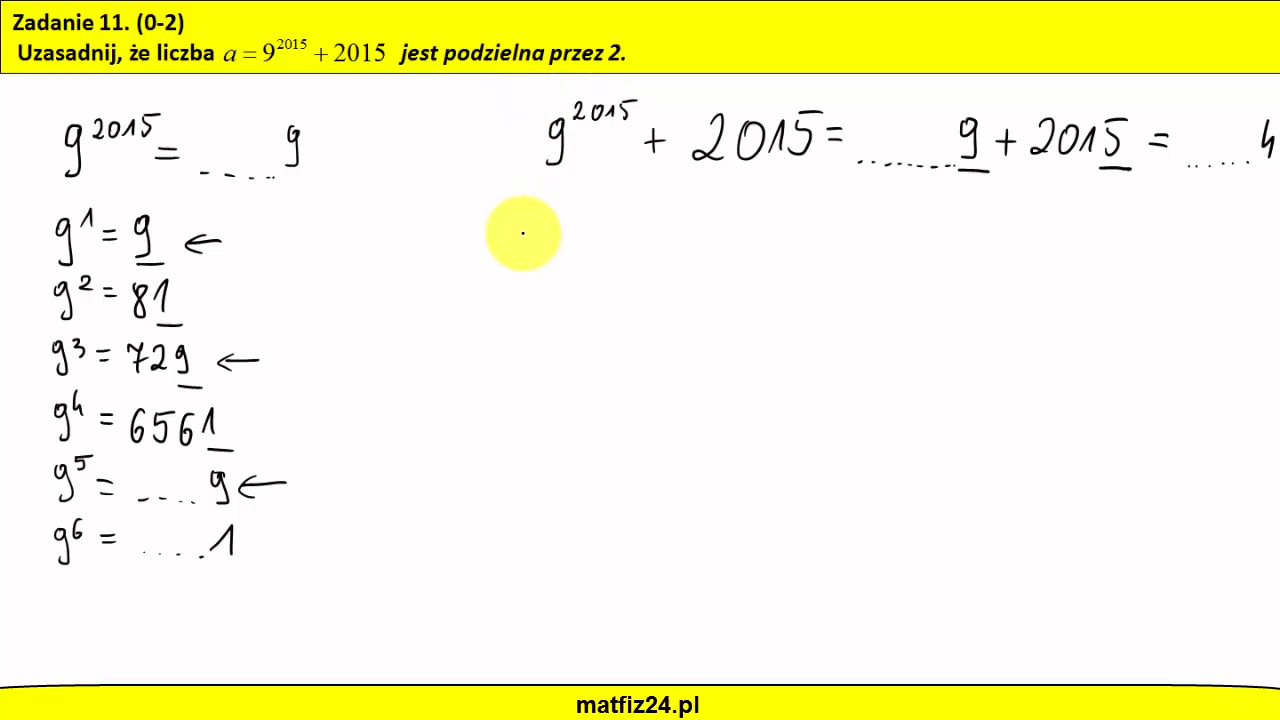 Zadanie 11. (0-2)
Uzasadnij, że liczba a = 9^2015 + 2015 jest podzielna przez 2.
9^2015 = .....9
9^2015 + 2015 = .........9 + 2015 = ......4
9^1 = 9 ←
9^2 = 81
9^3 = 729 ←
9^4 = 6561
9^5 = .....9 ←
9^6 = .....1
matfiz24.pl